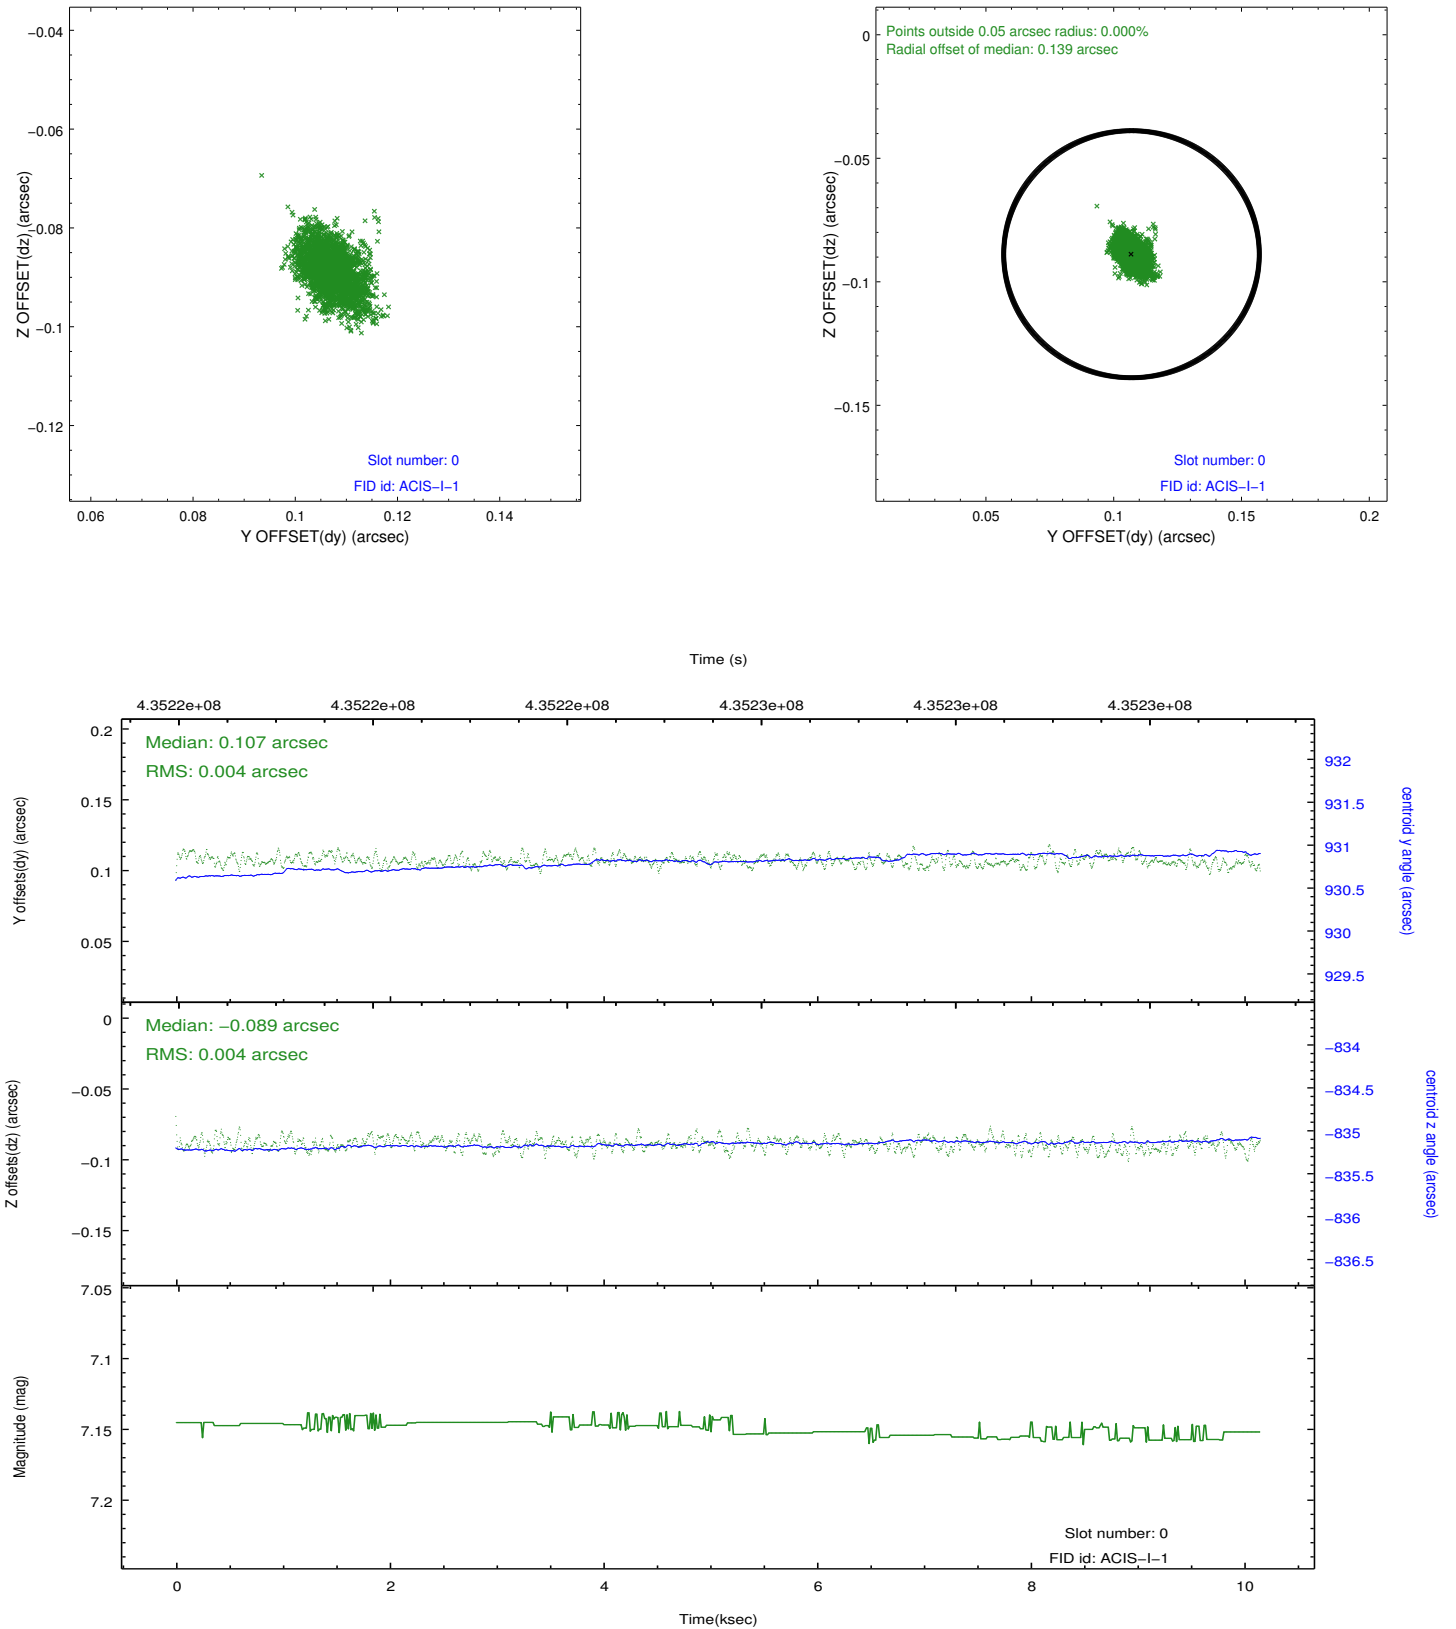 −0.04
−0.06
−0.08
−0.1
−0.12
Z OFFSET(dz) (arcsec)
Slot number: 0
FID id: ACIS−I−1
0.06 0.08 0.1 0.12 0.14
Y OFFSET(dy) (arcsec)
Points outside 0.05 arcsec radius: 0.000%
Radial offset of median: 0.139 arcsec
0
−0.05
−0.1
−0.15
Z OFFSET(dz) (arcsec)
Slot number: 0
FID id: ACIS−I−1
0.05 0.1 0.15 0.2
Y OFFSET(dy) (arcsec)
Time (s)
4.3522e+08 4.3522e+08 4.3522e+08 4.3523e+08 4.3523e+08 4.3523e+08
Median: 0.107 arcsec
RMS: 0.004 arcsec
0.2
0.15
0.1
0.05
Y offsets(dy) (arcsec)
932
931.5
931
930.5
930
929.5
centroid y angle (arcsec)
Median: −0.089 arcsec
RMS: 0.004 arcsec
0
−0.05
−0.1
−0.15
Z offsets(dz) (arcsec)
−834
−834.5
−835
−835.5
−836
−836.5
centroid z angle (arcsec)
7.05
7.1
7.15
7.2
Magnitude (mag)
Slot number: 0
FID id: ACIS−I−1
0 2 4 6 8 10
Time(ksec)